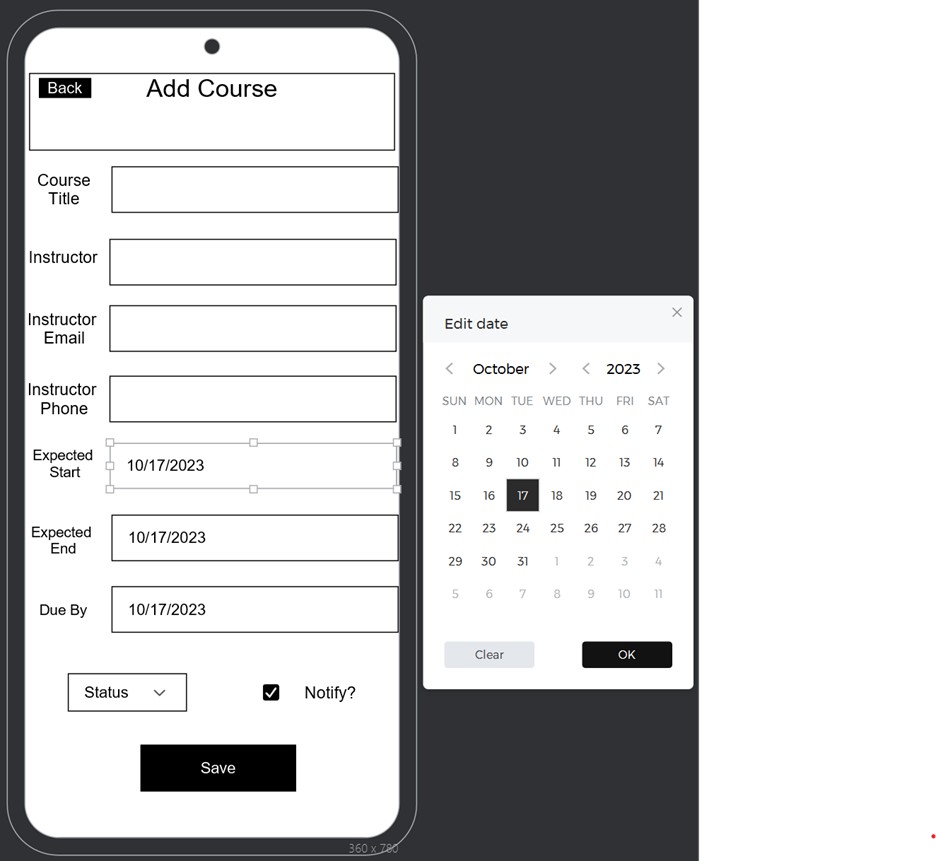 Back
Add Course
Course
Title
Instructor
Instructor
Email
Instructor
Phone
Expected
Start
10/17/2023
Expected
End
10/17/2023
Due By
10/17/2023
Status
Notify?
Save
360 x 780
Edit date
October
2023
SUN MON TUE WED THU FRI SAT
1 2 3 4 5 6 7
8 9 10 11 12 13 14
15 16 17 18 19 20 21
22 23 24 25 26 27 28
29 30 31 1 2 3 4
5 6 7 8 9 10 11
Clear
OK